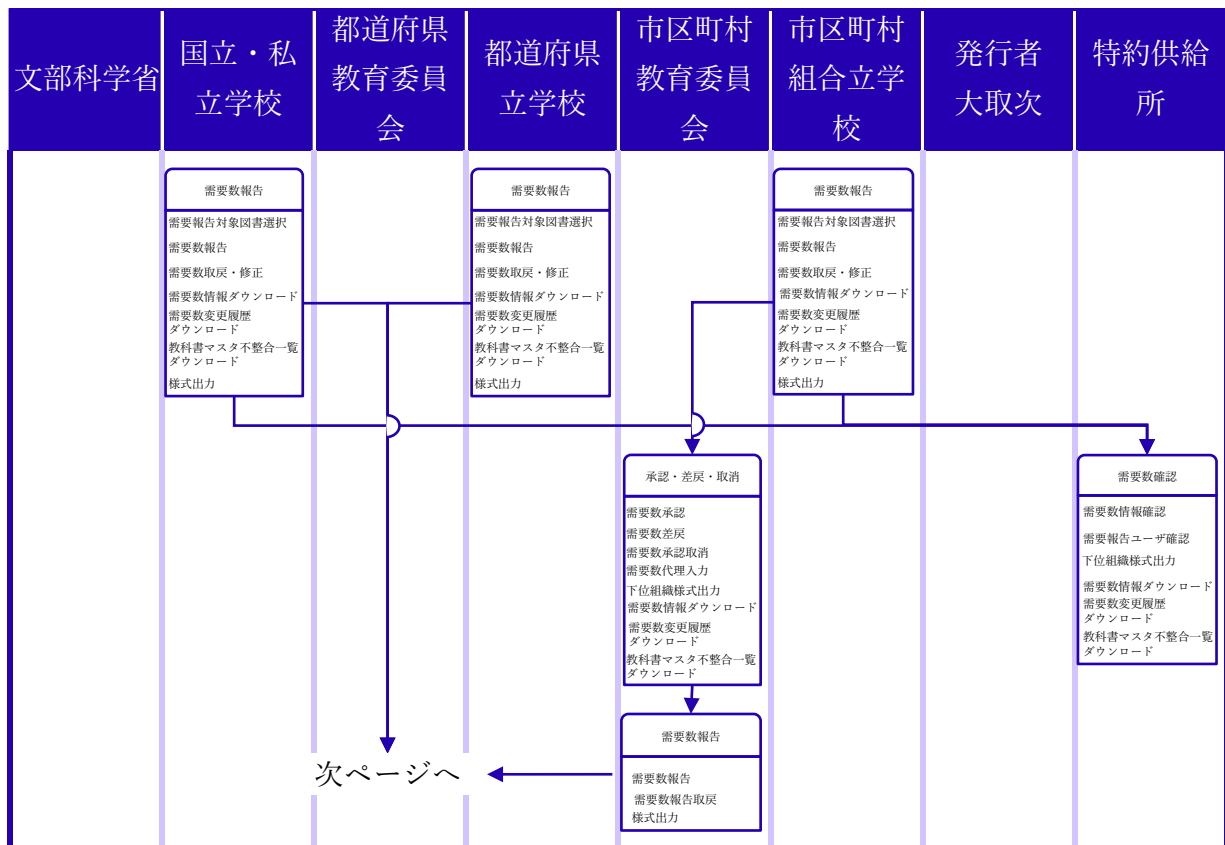 文部科学省
国立・私
立学校
都道府県
教育委員
会
都道府県
立学校
市区町村
教育委員
会
市区町村
組合立学
校
発行者
大取次
特約供給
所
需要数報告
需要報告対象図書選択
需要数報告
需要数取戻・修正
需要数情報ダウンロード
需要数変更履歴
ダウンロード
教科書マスタ不整合一覧
ダウンロード
様式出力
需要数報告
需要報告対象図書選択
需要数報告
需要数取戻・修正
需要数情報ダウンロード
需要数変更履歴
ダウンロード
教科書マスタ不整合一覧
ダウンロード
様式出力
需要数報告
需要報告対象図書選択
需要数報告
需要数取戻・修正
需要数情報ダウンロード
需要数変更履歴
ダウンロード
教科書マスタ不整合一覧
ダウンロード
様式出力
承認・差戻・取消
需要数承認
需要数差戻
需要数承認取消
需要数代理入力
下位組織様式出力
需要数情報ダウンロード
需要数変更履歴
ダウンロード
教科書マスタ不整合一覧
ダウンロード
需要数確認
需要数情報確認
需要報告ユーザ確認
下位組織様式出力
需要数情報ダウンロード
需要数変更履歴
ダウンロード
教科書マスタ不整合一覧
ダウンロード
需要数報告
需要数報告
需要数報告取戻
様式出力
次ページへ